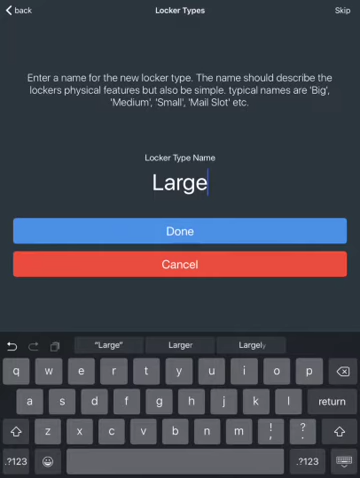 back
Locker Types
Skip
Enter a name for the new locker type. The name should describe the
lockers physical features but also be simple. typical names are 'Big',
'Medium', 'Small', 'Mail Slot' etc.
Locker Type Name
Large
Done
Cancel
"Large" Larger Largely
q w e r t y u i o p
a s d f g h j k l return
z x c v b n m ! , ? .
.?123 .?123